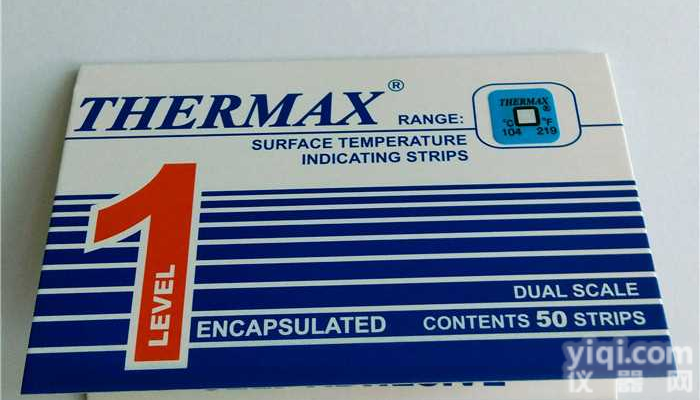 THERMAX®
RANGE:
THERMAX
°C °F
104 219
SURFACE TEMPERATURE
INDICATING STRIPS
1
LEVEL
DUAL SCALE
ENCAPSULATED
CONTENTS 50 STRIPS
yiqi.com
仪器网